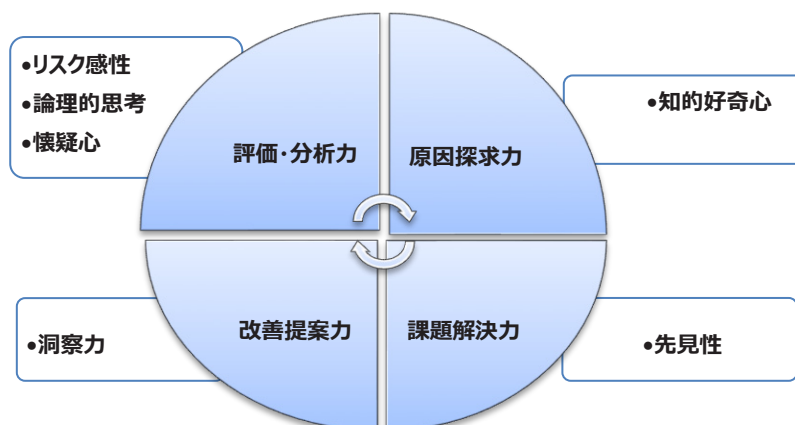 •リスク感性
•論理的思考
•懐疑心
•知的好奇心
評価・分析力
原因探求力
改善提案力
課題解決力
•洞察力
•先見性